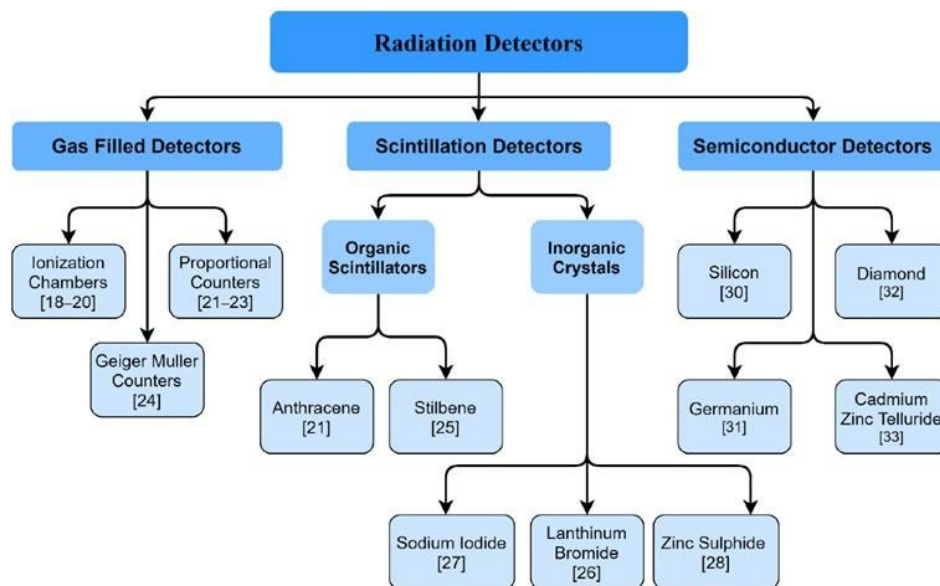 Radiation Detectors
Gas Filled Detectors
Scintillation Detectors
Semiconductor Detectors
Ionization
Chambers
[18–20]
Proportional
Counters
[21–23]
Geiger Muller
Counters
[24]
Organic
Scintillators
Inorganic
Crystals
Anthracene
[21]
Stilbene
[25]
Sodium Iodide
[27]
Lanthinum
Bromide
[26]
Zinc Sulphide
[28]
Silicon
[30]
Diamond
[32]
Germanium
[31]
Cadmium
Zinc Telluride
[33]